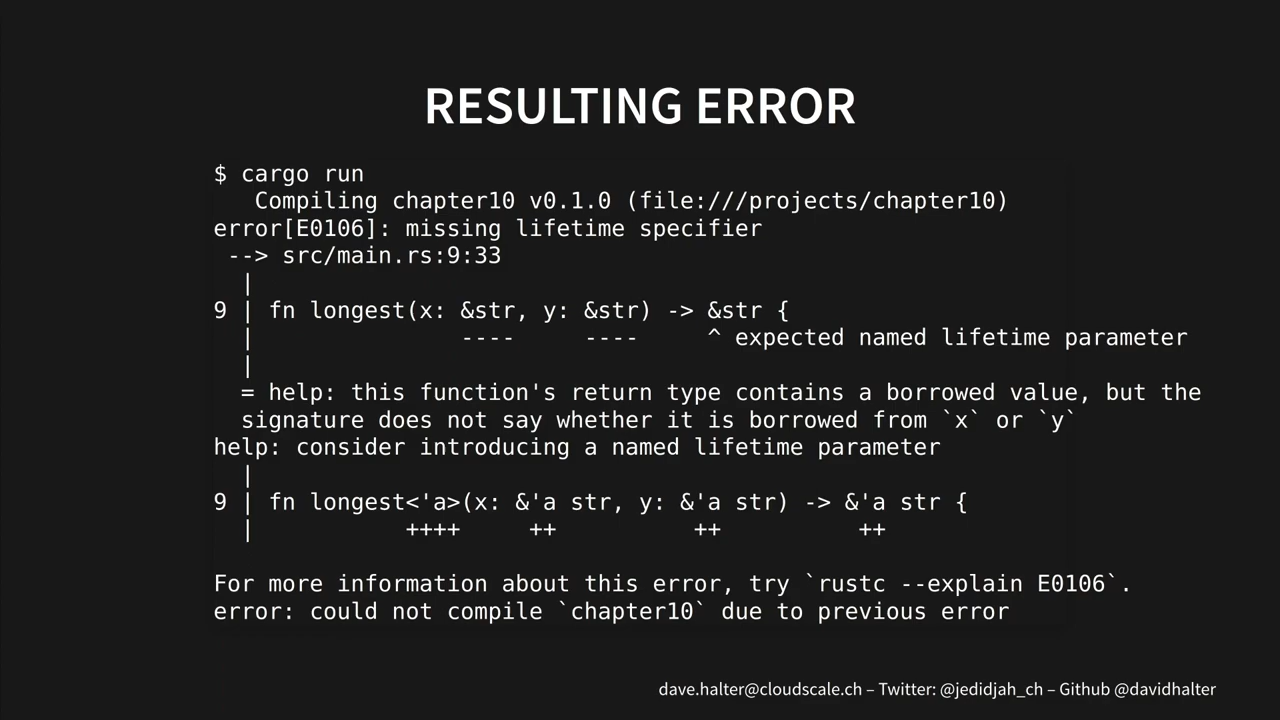 RESULTING ERROR
$ cargo run
   Compiling chapter10 v0.1.0 (file:///projects/chapter10)
error[E0106]: missing lifetime specifier
 --> src/main.rs:9:33
  |
9 | fn longest(x: &str, y: &str) -> &str {
  |               ----     ----     ^ expected named lifetime parameter
  |
  = help: this function's return type contains a borrowed value, but the
  signature does not say whether it is borrowed from `x` or `y`
help: consider introducing a named lifetime parameter
  |
9 | fn longest<'a>(x: &'a str, y: &'a str) -> &'a str {
  |           ++++     ++          ++          ++
For more information about this error, try `rustc --explain E0106`.
error: could not compile `chapter10` due to previous error
dave.halter@cloudscale.ch – Twitter: @jedidjah_ch – Github @davidhalter